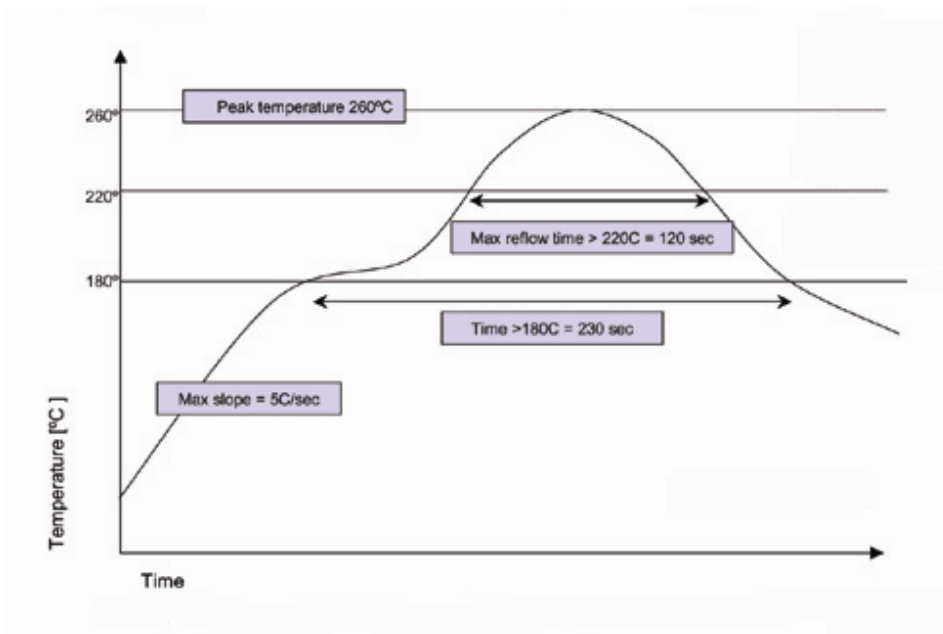 Peak temperature 260ºC
260º
220º
Max reflow time > 220C = 120 sec
180º
Time >180C = 230 sec
Max slope = 5C/sec
Temperature [ºC ]
Time